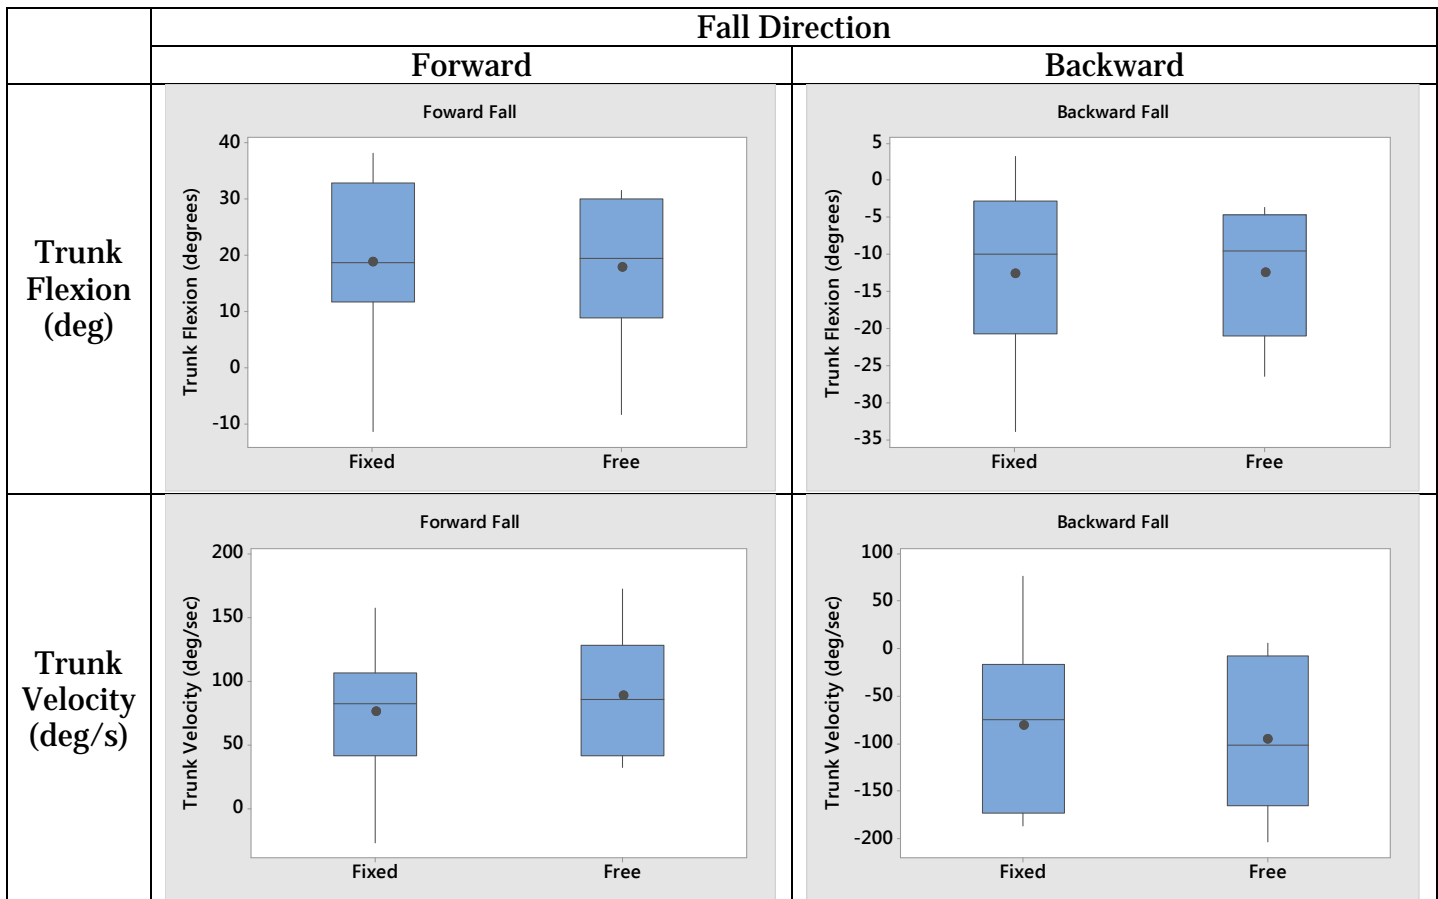 Fall Direction
Forward
Backward
Trunk
Flexion
(deg)
Foward Fall
Trunk Flexion (degrees)
40
30
20
10
0
-10
Fixed
Free
Backward Fall
Trunk Flexion (degrees)
5
0
-5
-10
-15
-20
-25
-30
-35
Fixed
Free
Trunk
Velocity
(deg/s)
Forward Fall
Trunk Velocity (deg/sec)
200
150
100
50
0
Fixed
Free
Backward Fall
Trunk Velocity (deg/sec)
100
50
0
-50
-100
-150
-200
Fixed
Free